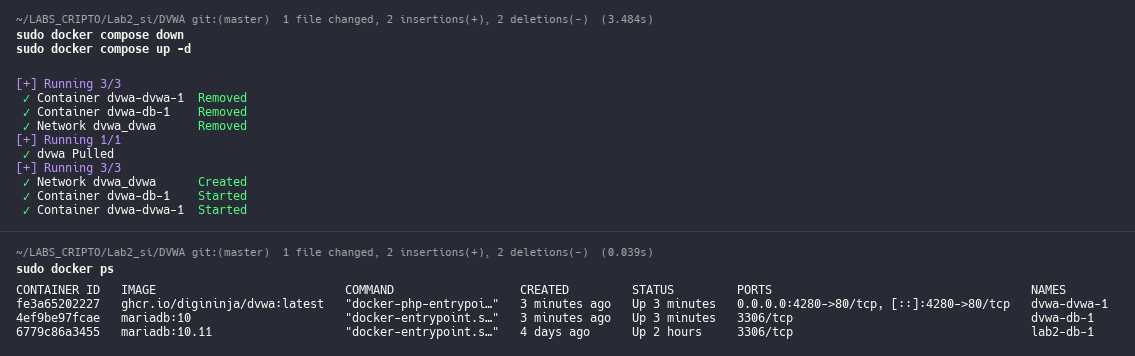 ~/LABS_CRIPTO/Lab2_si/DVWA git:(master)  1 file changed, 2 insertions(+), 2 deletions(-)  (3.484s)
sudo docker compose down
sudo docker compose up -d
[+] Running 3/3
 ✓ Container dvwa-dvwa-1  Removed
 ✓ Container dvwa-db-1    Removed
 ✓ Network dvwa_dvwa      Removed
[+] Running 1/1
 ✓ dvwa Pulled
[+] Running 3/3
 ✓ Network dvwa_dvwa      Created
 ✓ Container dvwa-db-1    Started
 ✓ Container dvwa-dvwa-1  Started
~/LABS_CRIPTO/Lab2_si/DVWA git:(master)  1 file changed, 2 insertions(+), 2 deletions(-)  (0.039s)
sudo docker ps
CONTAINER ID   IMAGE                           COMMAND                  CREATED         STATUS         PORTS                                     NAMES
fe3a65202227   ghcr.io/digininja/dvwa:latest   "docker-php-entrypoi…"   3 minutes ago   Up 3 minutes   0.0.0.0:4280->80/tcp, [::]:4280->80/tcp   dvwa-dvwa-1
4ef9be97fcae   mariadb:10                      "docker-entrypoint.s…"   3 minutes ago   Up 3 minutes   3306/tcp                                  dvwa-db-1
6779c86a3455   mariadb:10.11                   "docker-entrypoint.s…"   4 days ago      Up 2 hours     3306/tcp                                  lab2-db-1